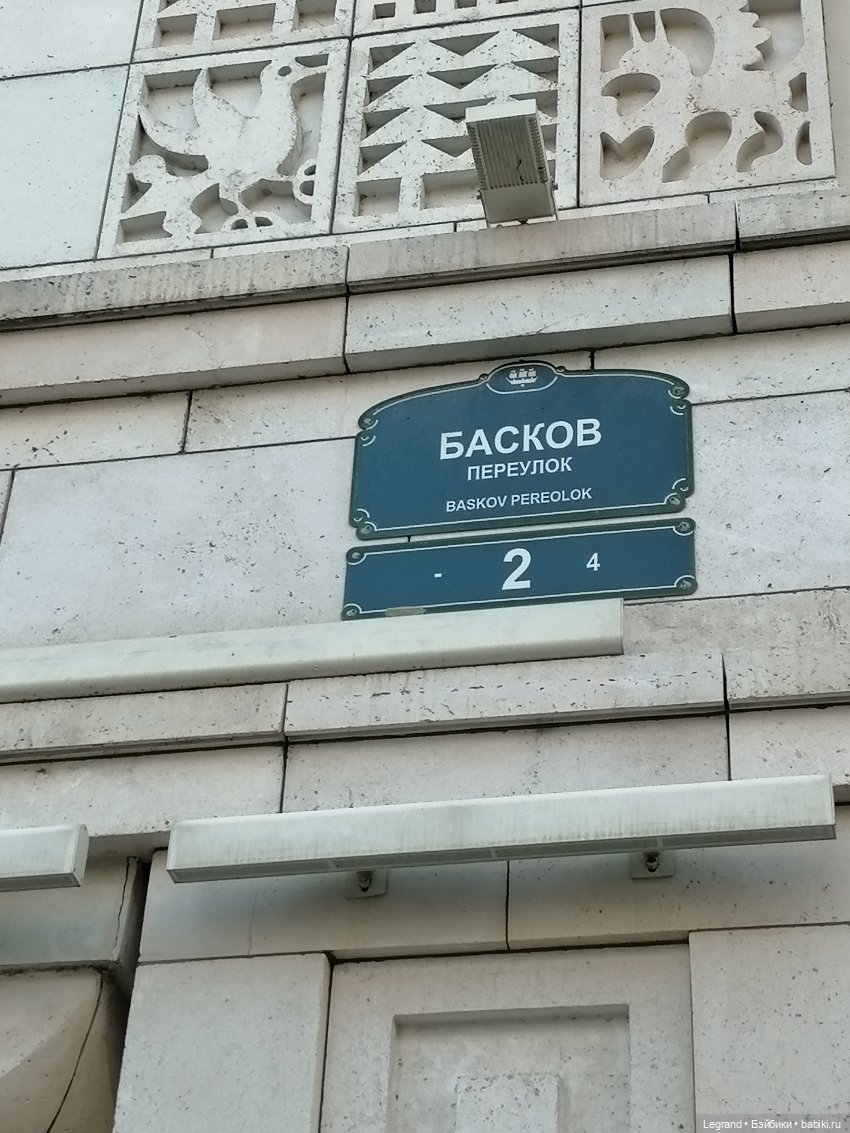 БАСКОВ
ПЕРЕУЛОК
BASKOV PEREOLOK
- 2 4
Legrand • Бэйбики • babiki.ru